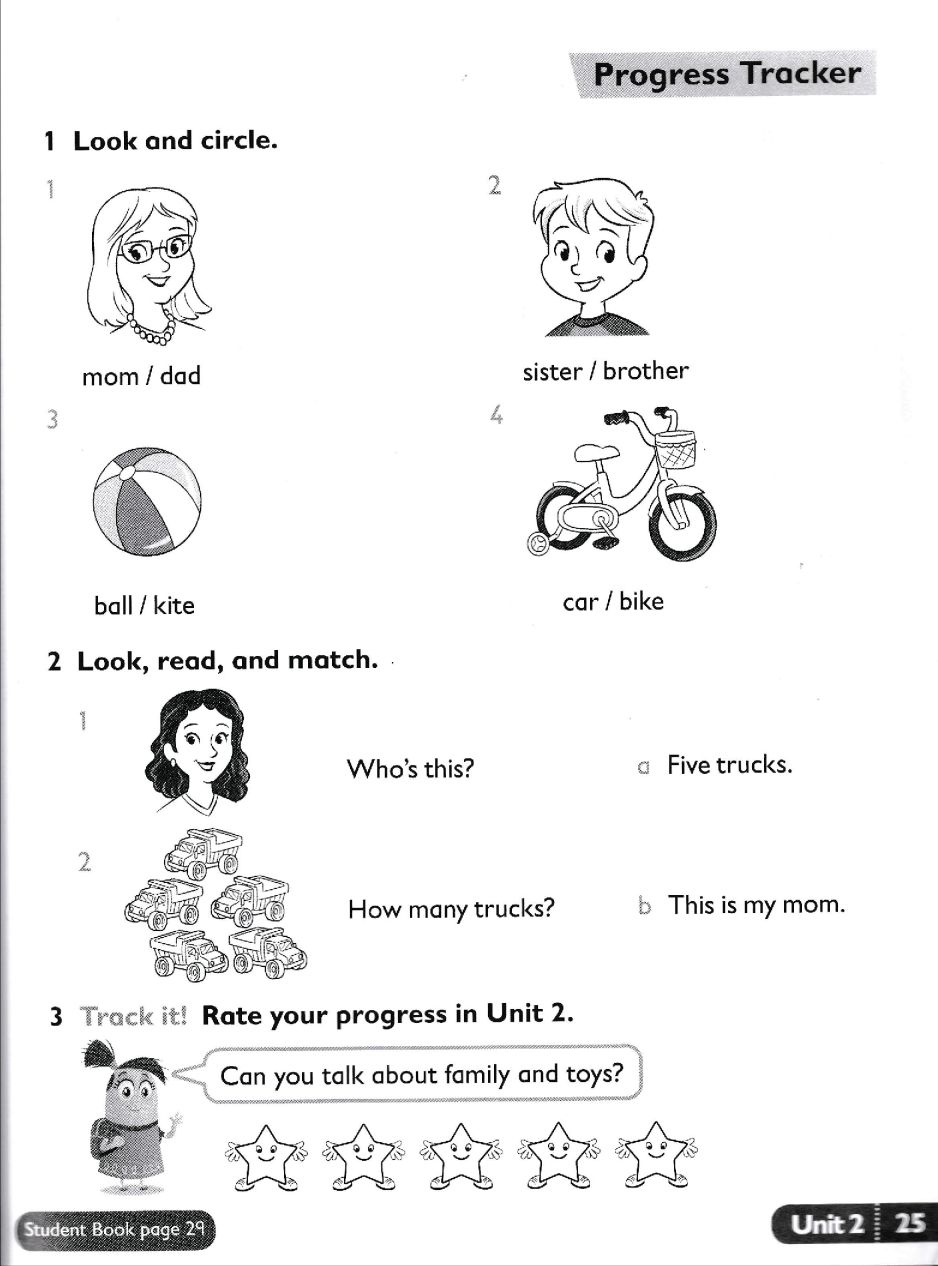 Progress Tracker
1 Look and circle.
1
2
mom / dad
sister / brother
3
4
ball / kite
car / bike
2 Look, read, and match.
1
Who's this?
a Five trucks.
2
How many trucks?
b This is my mom.
3 Track it! Rate your progress in Unit 2.
Can you talk about family and toys?
Student Book page 29
Unit 2 25